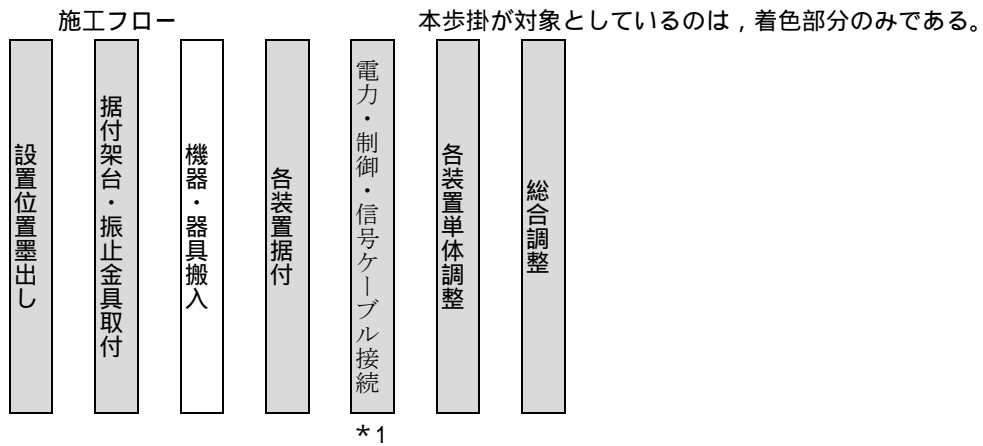 施工フロー
本歩掛が対象としているのは，着色部分のみである。
設置位置墨出し
据付架台・振止金具取付
機器・器具搬入
各装置据付
電力・制御・信号ケーブル接続
各装置単体調整
総合調整
*1